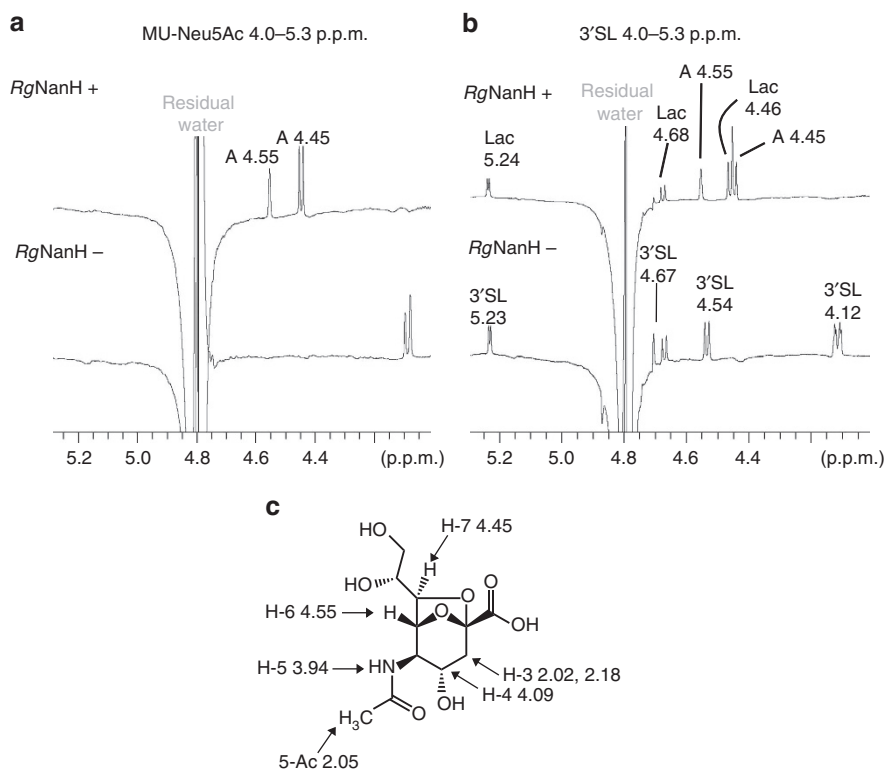 a
MU-Neu5Ac 4.0–5.3 p.p.m.
RgNanH +
Residual
water
A 4.55
A 4.45
RgNanH –
5.2 5.0 4.8 4.6 4.4 (p.p.m.)
b
3′SL 4.0–5.3 p.p.m.
RgNanH +
Residual
water
A 4.55
Lac
4.46
Lac
4.68
A 4.45
Lac
5.24
RgNanH –
3′SL
5.23
3′SL
4.67
3′SL
4.54
3′SL
4.12
5.2 5.0 4.8 4.6 4.4 (p.p.m.)
c
HO
H-7 4.45
H
O
HO
O
H-6 4.55
H
O
OH
H-5 3.94
HN
H-3 2.02, 2.18
H-4 4.09
OH
H3C
O
5-Ac 2.05